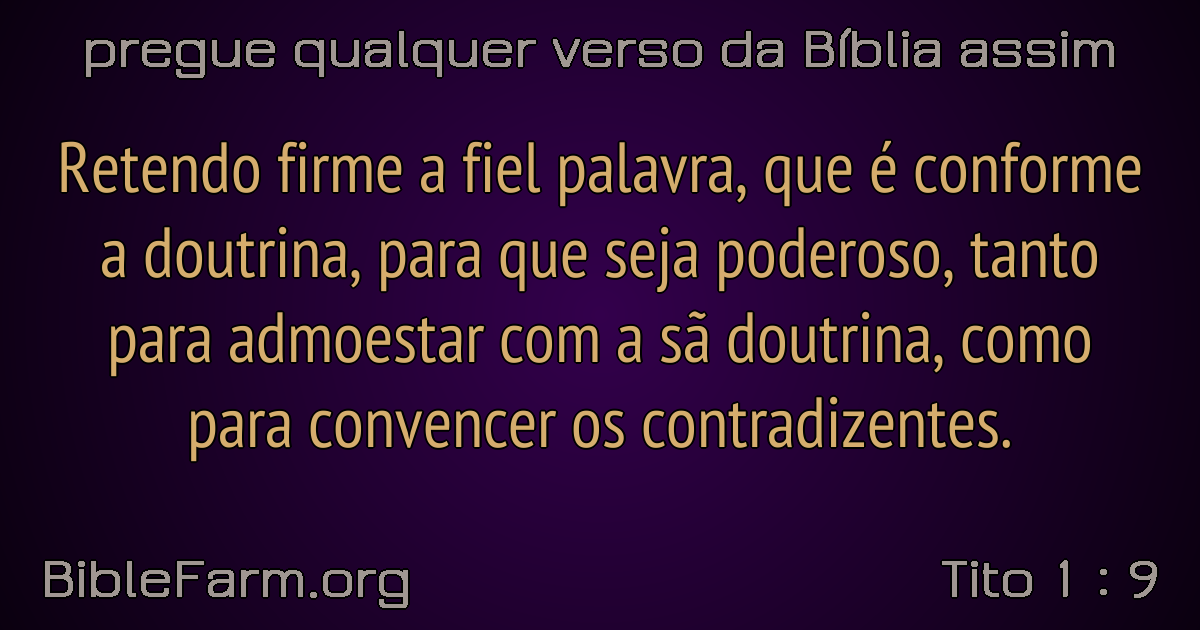 pregue qualquer verso da Bíblia assim
Retendo firme a fiel palavra, que é conforme
a doutrina, para que seja poderoso, tanto
para admoestar com a sã doutrina, como
para convencer os contradizentes.
BibleFarm.org
Tito 1 : 9